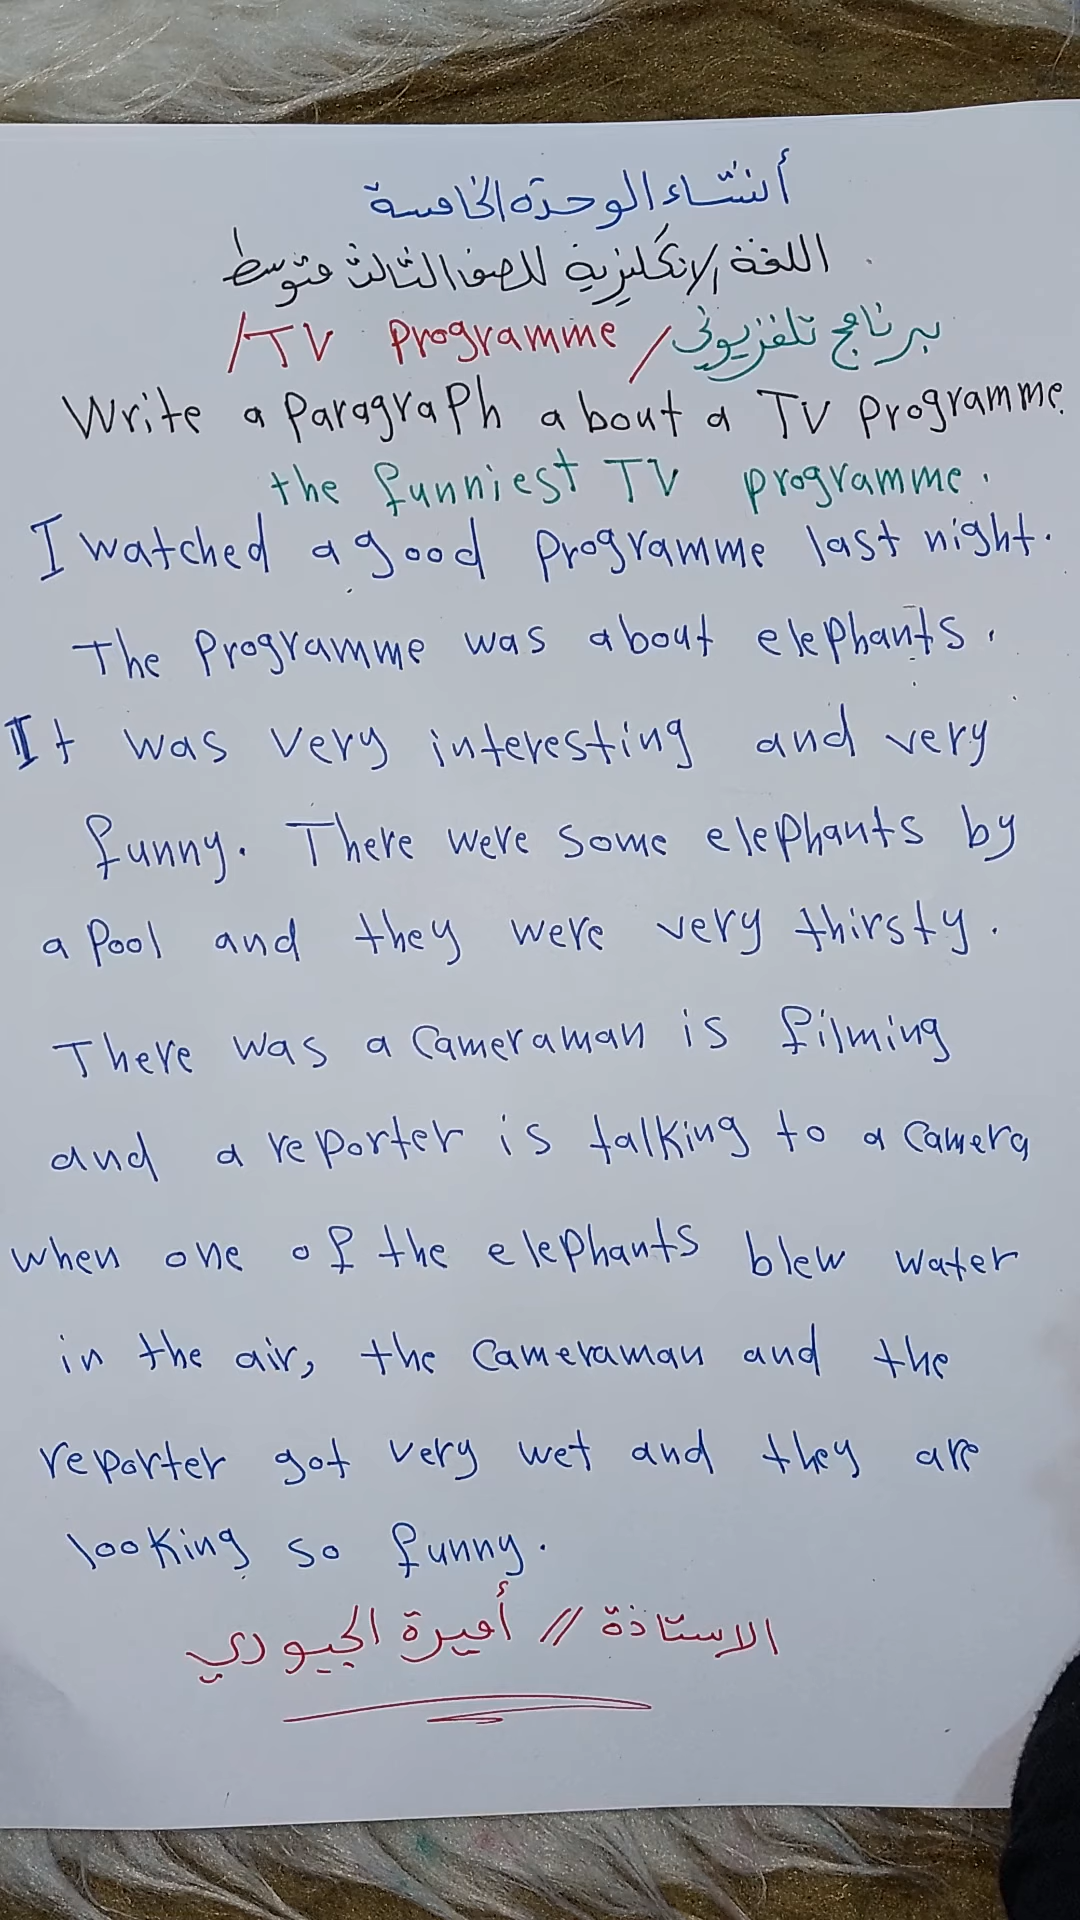 أنشاء الوحدة الخامسة
اللغة الإنكليزية للصف الثالث متوسط
برنامج تلفزيوني / TV Programme/
Write a Paragraph about a TV Programme.
the funniest TV programme.
I watched a good Programme last night.
The Programme was about elephants.
It was very interesting and very
funny. There were some elephants by
a Pool and they were very thirsty.
There was a Cameraman is filming
and a reporter is talking to a Camera
when one of the elephants blew water
in the air, the Cameraman and the
reporter got very wet and they are
looking so funny.
الاستاذة // أميرة الجبوري